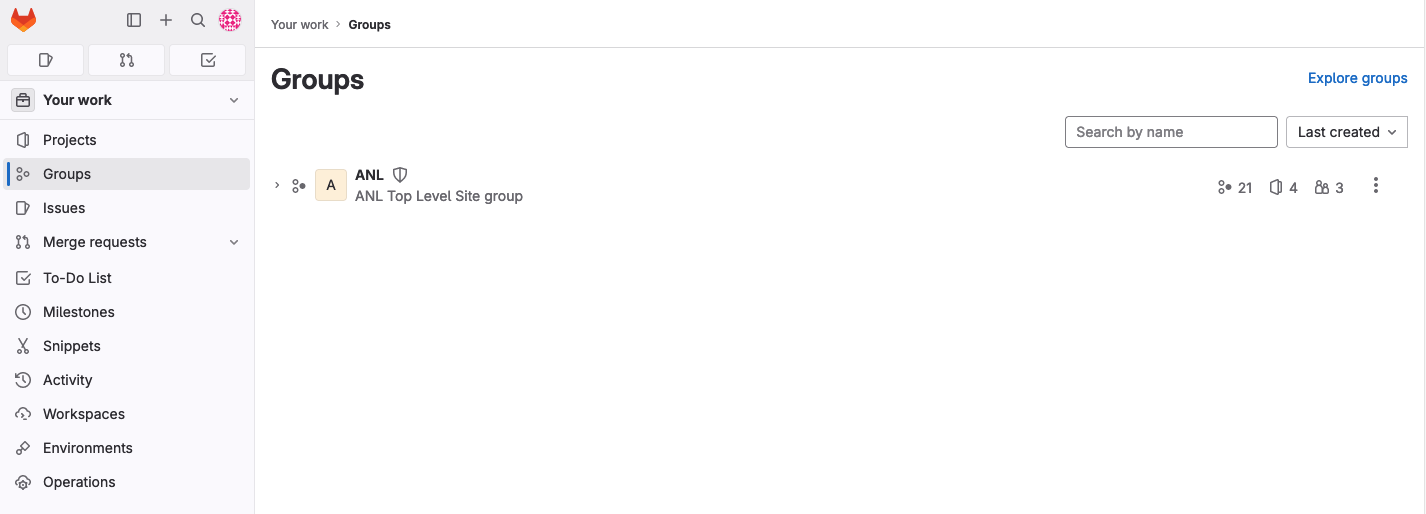 Your work › Groups
Your work
Projects
Groups
Issues
Merge requests
To-Do List
Milestones
Snippets
Activity
Workspaces
Environments
Operations
Groups
Explore groups
Search by name
Last created
A
ANL
ANL Top Level Site group
21 4 3